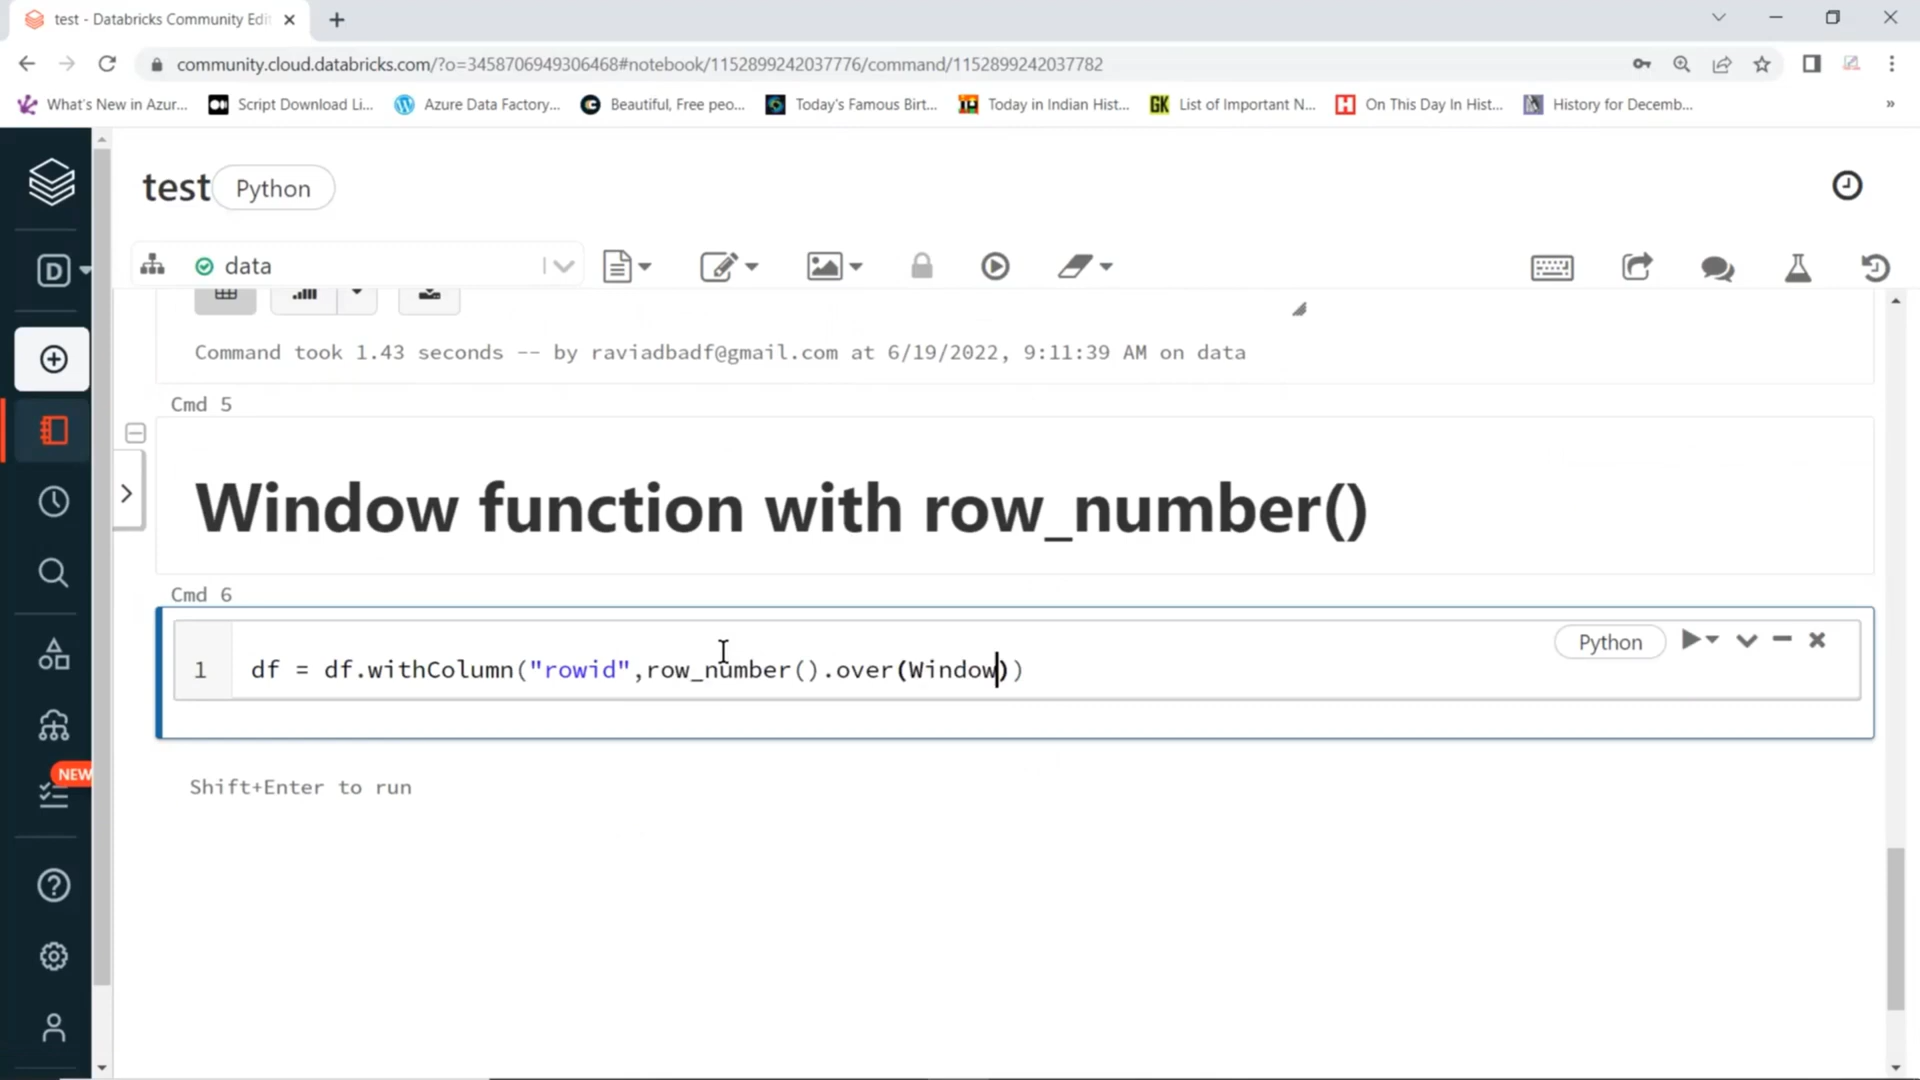 test - Databricks Community Edi
community.cloud.databricks.com/?o=3458706949306468#notebook/1152899242037776/command/1152899242037782
What's New in Azur... Script Download Li... Azure Data Factory... Beautiful, Free peo... Today's Famous Birt... TIH Today in Indian Hist... GK List of Important N... H On This Day In Hist... History for Decemb... »
test Python
D
data
Command took 1.43 seconds -- by raviadbadf@gmail.com at 6/19/2022, 9:11:39 AM on data
Cmd 5
Window function with row_number()
Cmd 6
Python
1 df = df.withColumn("rowid",row_number().over(Window))
NEW
Shift+Enter to run